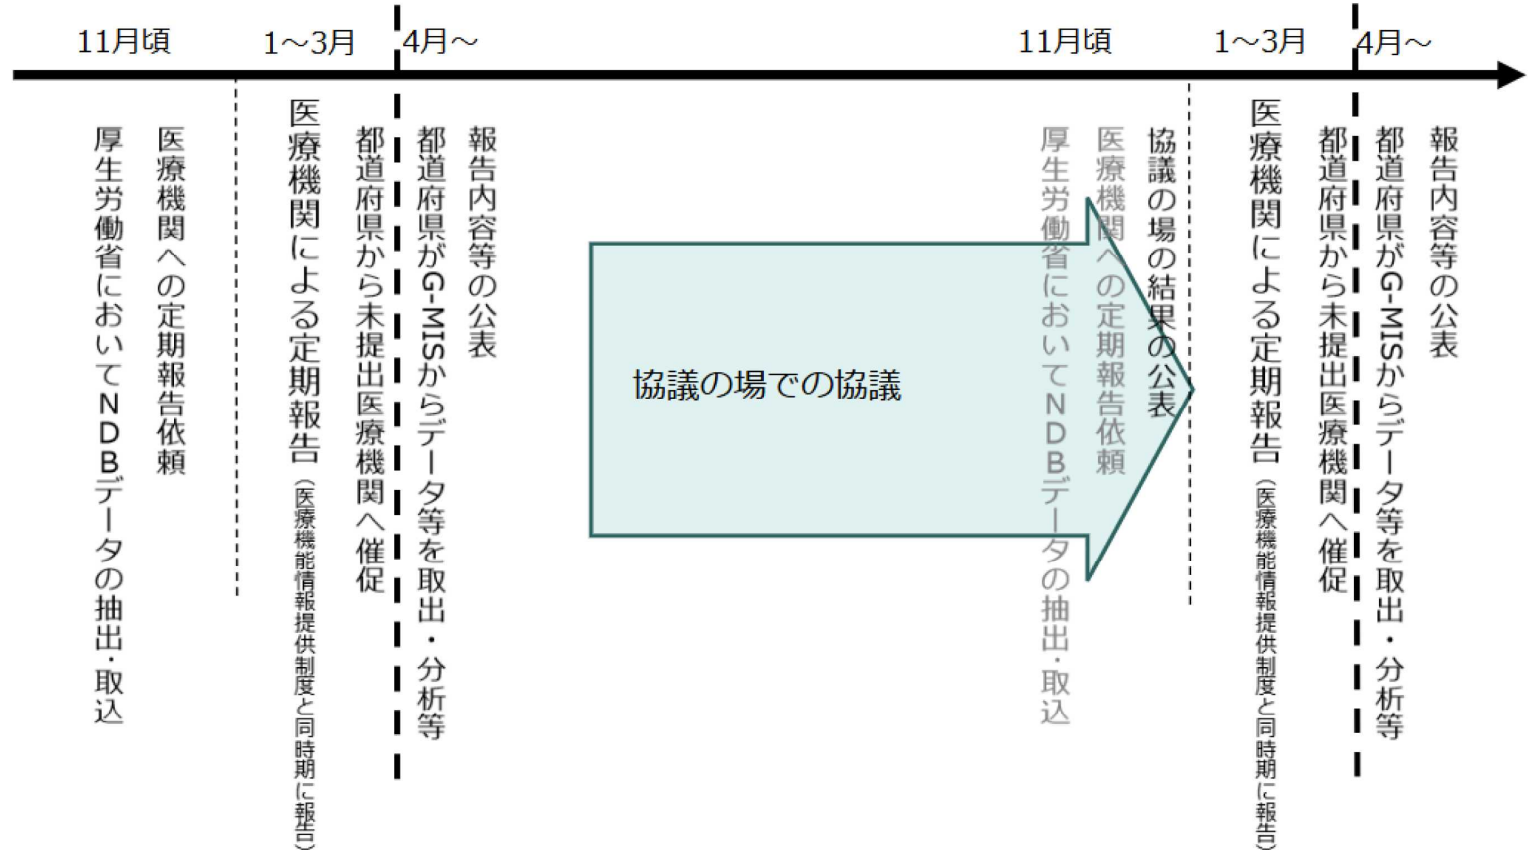 11月頃
1～3月
4月～
11月頃
1～3月
4月～
厚生労働省においてNDBデータの抽出・取込
医療機関への定期報告依頼
医療機関による定期報告（医療機能情報提供制度と同時期に報告）
都道府県から未提出医療機関へ催促
都道府県がG-MISからデータ等を取出・分析等
報告内容等の公表
協議の場での協議
厚生労働省においてNDBデータの抽出・取込
医療機関への定期報告依頼
協議の場の結果の公表
医療機関による定期報告（医療機能情報提供制度と同時期に報告）
都道府県から未提出医療機関へ催促
都道府県がG-MISからデータ等を取出・分析等
報告内容等の公表